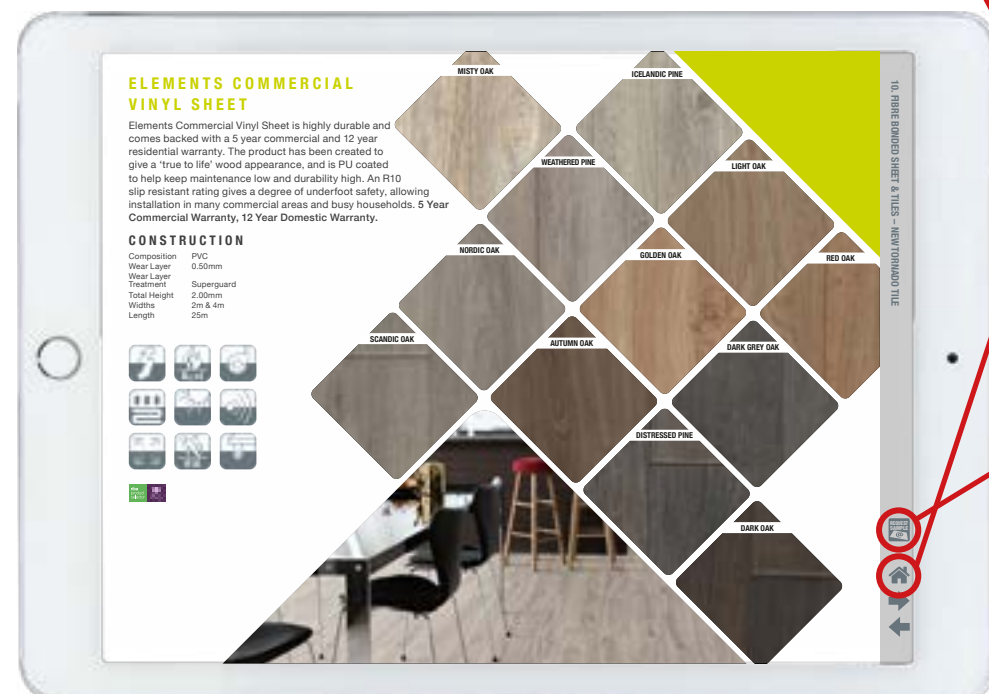 ELEMENTS COMMERCIAL
VINYL SHEET
Elements Commercial Vinyl Sheet is highly durable and
comes backed with a 5 year commercial and 12 year
residential warranty. The product has been created to
give a ‘true to life’ wood appearance, and is PU coated
to help keep maintenance low and durability high. An R10
slip resistant rating gives a degree of underfoot safety, allowing
installation in many commercial areas and busy households. 5 Year
Commercial Warranty, 12 Year Domestic Warranty.
CONSTRUCTION
Composition PVC
Wear Layer 0.50mm
Wear Layer
Treatment Superguard
Total Height 2.00mm
Widths 2m & 4m
Length 25m
MISTY OAK
ICELANDIC PINE
WEATHERED PINE
LIGHT OAK
NORDIC OAK
GOLDEN OAK
RED OAK
SCANDIC OAK
AUTUMN OAK
DARK GREY OAK
DISTRESSED PINE
DARK OAK
10. FIBRE BONDED SHEET & TILES – NEW TORNADO TILE
REQUEST
SAMPLE